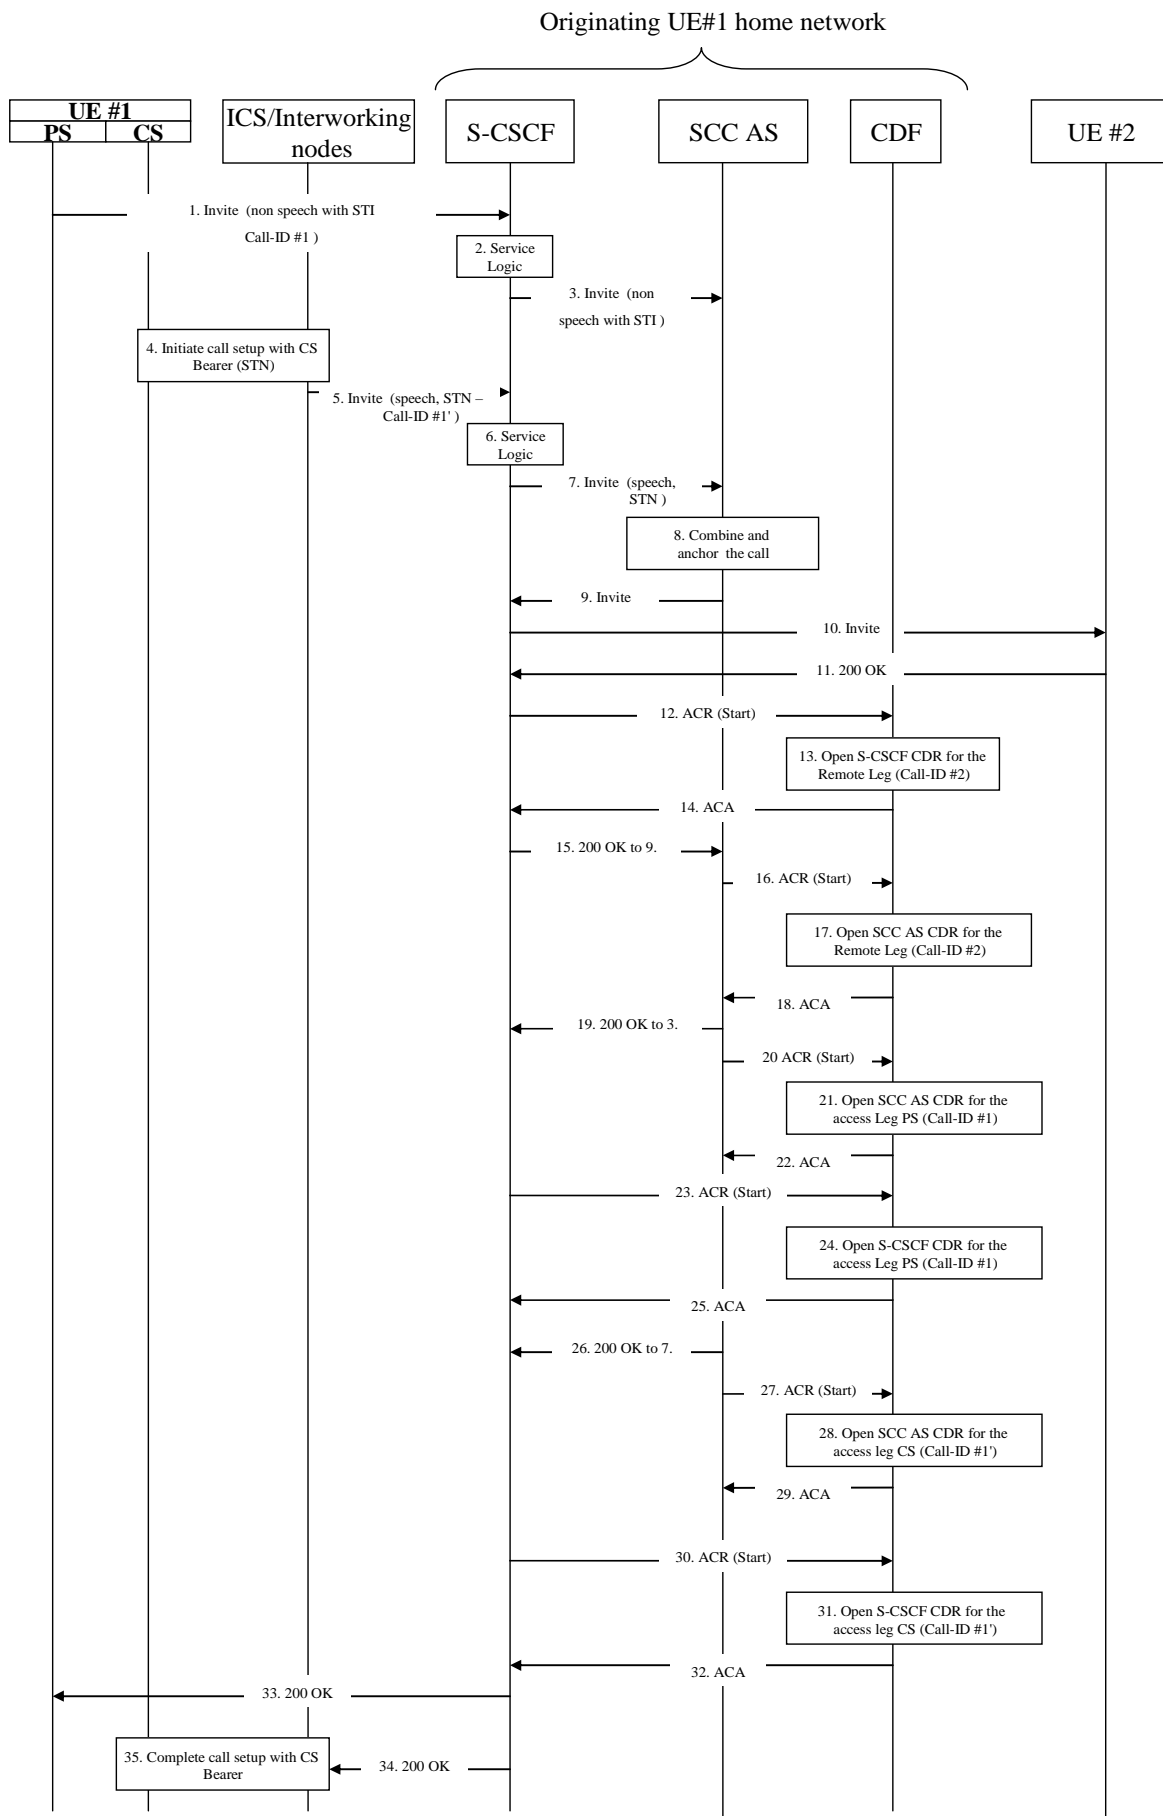 Originating UE#1 home network
UE #1
PS CS
ICS/Interworking
nodes
S-CSCF
SCC AS
CDF
UE #2
1. Invite (non speech with STI
Call-ID #1 )
2. Service
Logic
3. Invite (non
speech with STI )
4. Initiate call setup with CS
Bearer (STN)
5. Invite (speech, STN –
Call-ID #1' )
6. Service
Logic
7. Invite (speech,
STN )
8. Combine and
anchor the call
9. Invite
10. Invite
11. 200 OK
12. ACR (Start)
13. Open S-CSCF CDR for the
Remote Leg (Call-ID #2)
14. ACA
15. 200 OK to 9.
16. ACR (Start)
17. Open SCC AS CDR for the
Remote Leg (Call-ID #2)
18. ACA
19. 200 OK to 3.
20 ACR (Start)
21. Open SCC AS CDR for the
access Leg PS (Call-ID #1)
22. ACA
23. ACR (Start)
24. Open S-CSCF CDR for the
access Leg PS (Call-ID #1)
25. ACA
26. 200 OK to 7.
27. ACR (Start)
28. Open SCC AS CDR for the
access leg CS (Call-ID #1')
29. ACA
30. ACR (Start)
31. Open S-CSCF CDR for the
access leg CS (Call-ID #1')
32. ACA
33. 200 OK
35. Complete call setup with CS
Bearer
34. 200 OK